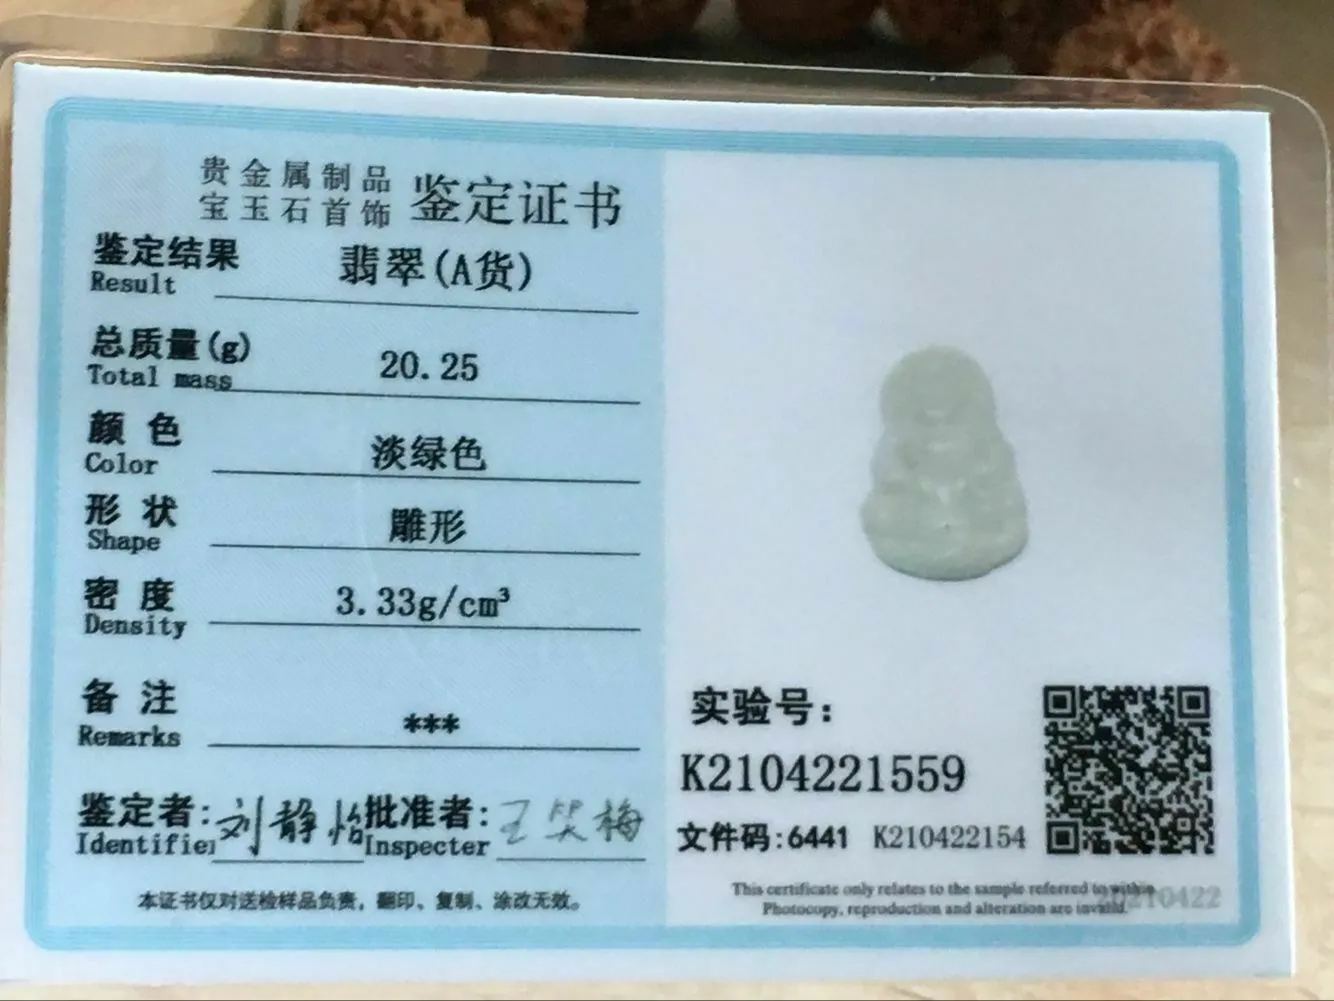 贵金属制品
宝玉石首饰
鉴定证书
鉴定结果 翡翠(A货)
Result
总质量(g) 20.25
Total mass
颜色 淡绿色
Color
形状 雕形
Shape
密度 3.33g/cm³
Density
备注 ***
Remarks
鉴定者: 刘静怡 批准者: 王笑梅
Identifier Inspecter
本证书仅对送检样品负责，翻印、复制、涂改无效。
实验号:
K2104221559
文件码:6441 K210422154
This certificate only relates to the sample referred to within.
Photocopy, reproduction and alteration are invalid.
20210422